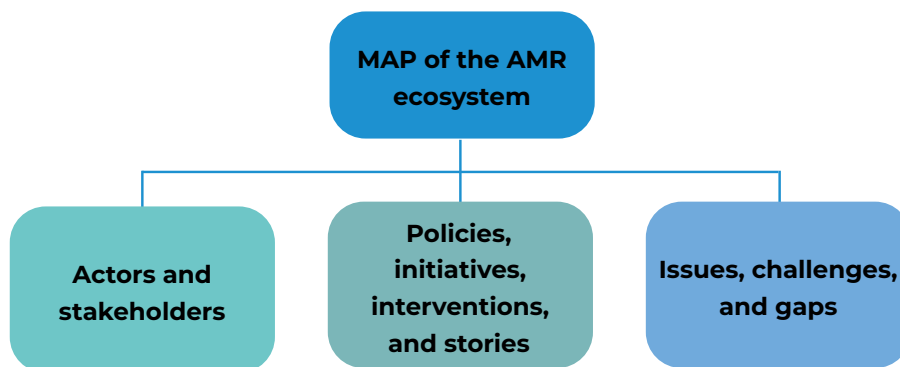 MAP of the AMR
ecosystem
Actors and
stakeholders
Policies,
initiatives,
interventions,
and stories
Issues, challenges,
and gaps